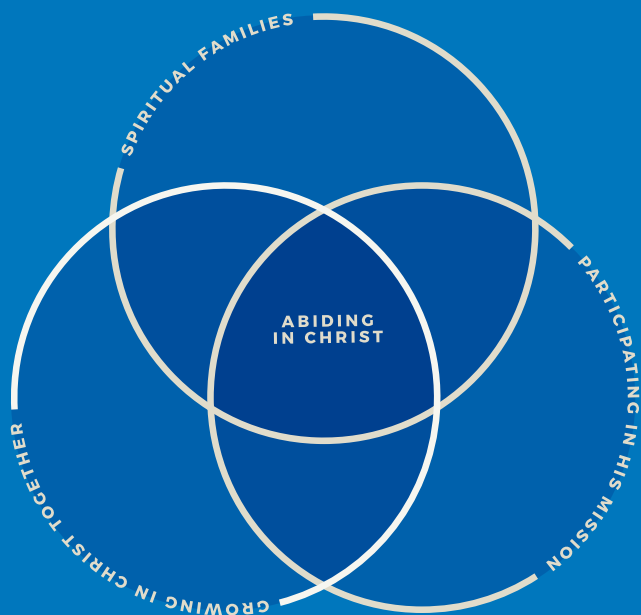 SPIRITUAL FAMILIES
ABIDING
IN CHRIST
PARTICIPATING IN HIS MISSION
GROWING IN CHRIST TOGETHER